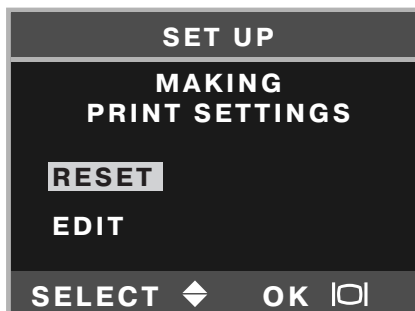 SET UP
MAKING
PRINT SETTINGS
RESET
EDIT
SELECT OK